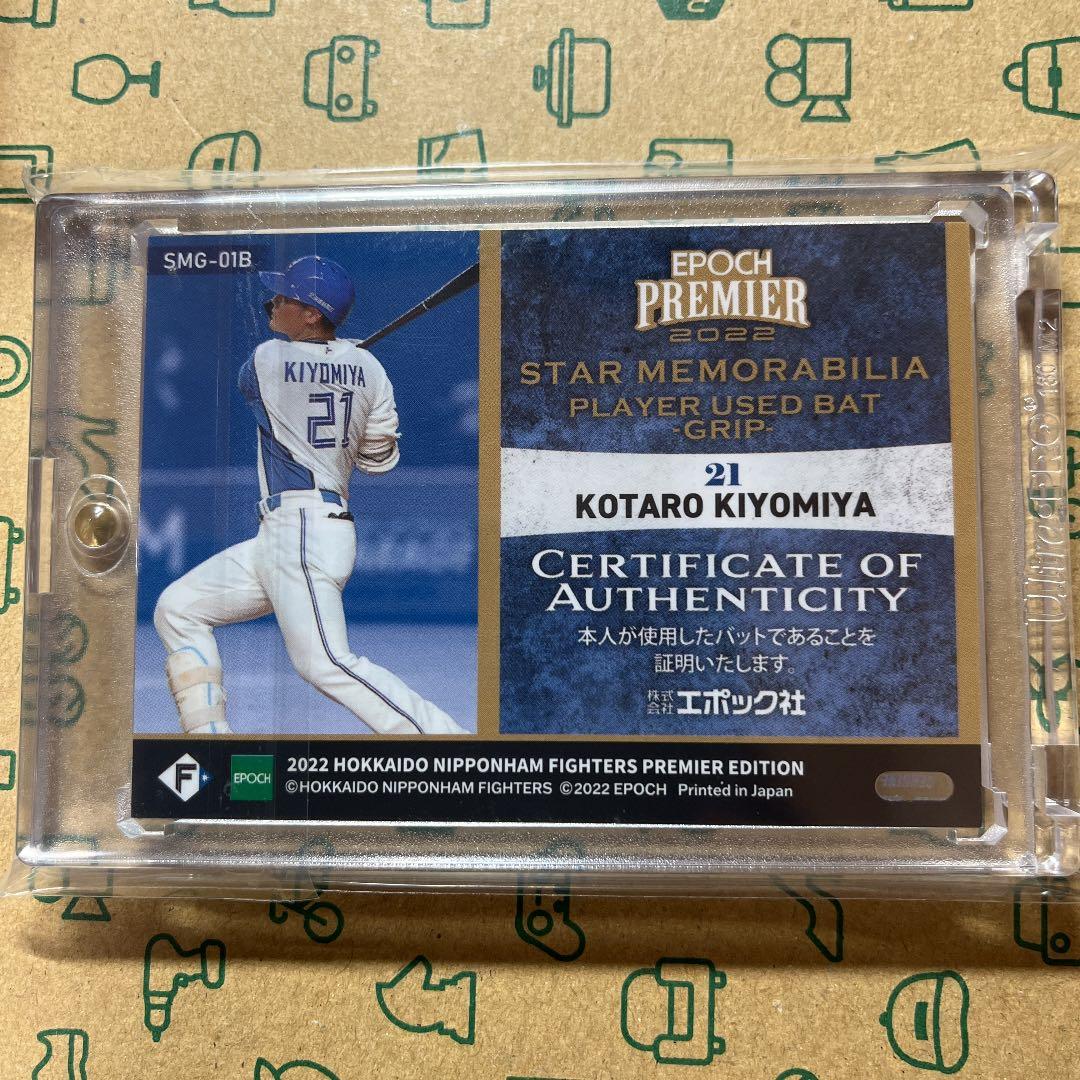 SMG-01B
KIYOMIYA
21
EPOCH
PREMIER
2022
STAR MEMORABILIA
PLAYER USED BAT
-GRIP-
21
KOTARO KIYOMIYA
CERTIFICATE OF
AUTHENTICITY
本人が使用したバットであることを
証明いたします。
株式会社エポック社
F
EPOCH
2022 HOKKAIDO NIPPONHAM FIGHTERS PREMIER EDITION
©HOKKAIDO NIPPONHAM FIGHTERS ©2022 EPOCH Printed in Japan
Ultra PRO